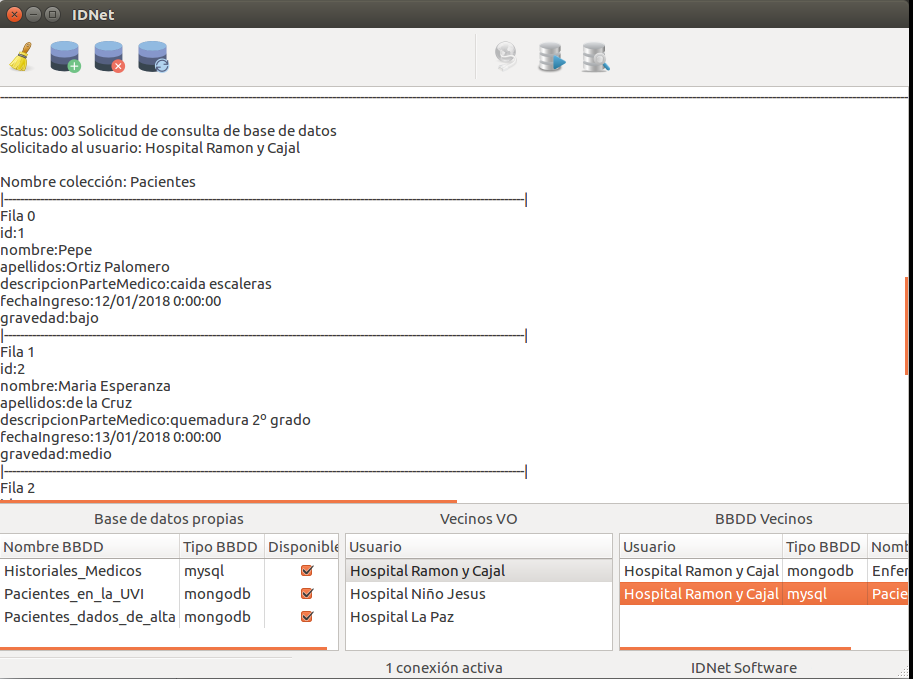 IDNet
Status: 003 Solicitud de consulta de base de datos
Solicitado al usuario: Hospital Ramon y Cajal
Nombre colección: Pacientes
|------------------------------------------------------------|
Fila 0
id:1
nombre:Pepe
apellidos:Ortiz Palomero
descripcionParteMedico:caida escaleras
fechaIngreso:12/01/2018 0:00:00
gravedad:bajo
|------------------------------------------------------------|
Fila 1
id:2
nombre:Maria Esperanza
apellidos:de la Cruz
descripcionParteMedico:quemadura 2º grado
fechaIngreso:13/01/2018 0:00:00
gravedad:medio
|------------------------------------------------------------|
Fila 2
Base de datos propias
Nombre BBDD Tipo BBDD Disponible
Historiales_Medicos mysql
Pacientes_en_la_UVI mongodb
Pacientes_dados_de_alta mongodb
Vecinos VO
Usuario
Hospital Ramon y Cajal
Hospital Niño Jesus
Hospital La Paz
BBDD Vecinos
Usuario Tipo BBDD Nomb
Hospital Ramon y Cajal mongodb Enfer
Hospital Ramon y Cajal mysql Pacie
1 conexión activa
IDNet Software